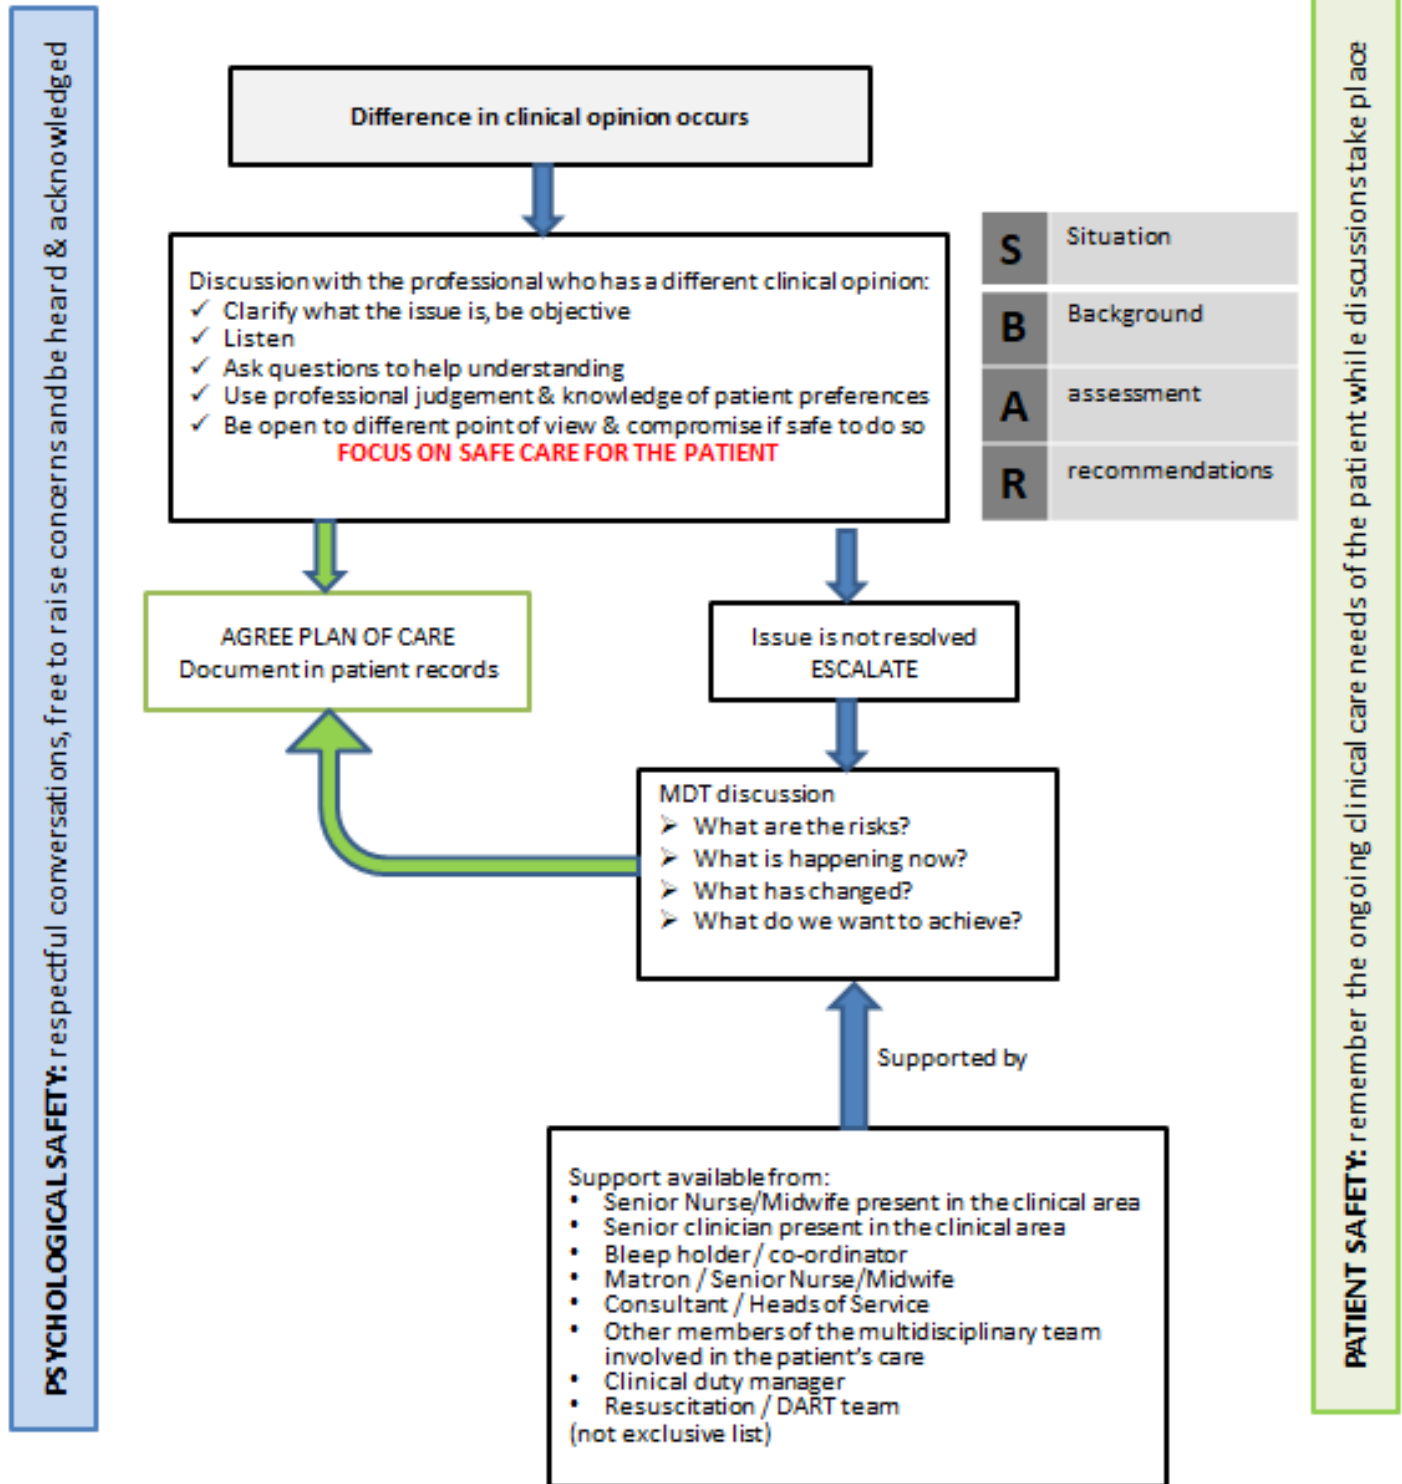 PSYCHOLOGICAL SAFETY: respectful conversations, free to raise concerns and be heard & acknowledged
Difference in clinical opinion occurs
Discussion with the professional who has a different clinical opinion:
✓ Clarify what the issue is, be objective
✓ Listen
✓ Ask questions to help understanding
✓ Use professional judgement & knowledge of patient preferences
✓ Be open to different point of view & compromise if safe to do so
FOCUS ON SAFE CARE FOR THE PATIENT
S Situation
B Background
A assessment
R recommendations
AGREE PLAN OF CARE
Document in patient records
Issue is not resolved
ESCALATE
MDT discussion
➢ What are the risks?
➢ What is happening now?
➢ What has changed?
➢ What do we want to achieve?
Supported by
Support available from:
• Senior Nurse/Midwife present in the clinical area
• Senior clinician present in the clinical area
• Bleep holder / co-ordinator
• Matron / Senior Nurse/Midwife
• Consultant / Heads of Service
• Other members of the multidisciplinary team
involved in the patient's care
• Clinical duty manager
• Resuscitation / DART team
(not exclusive list)
PATIENT SAFETY: remember the ongoing clinical care needs of the patient while discussions take place